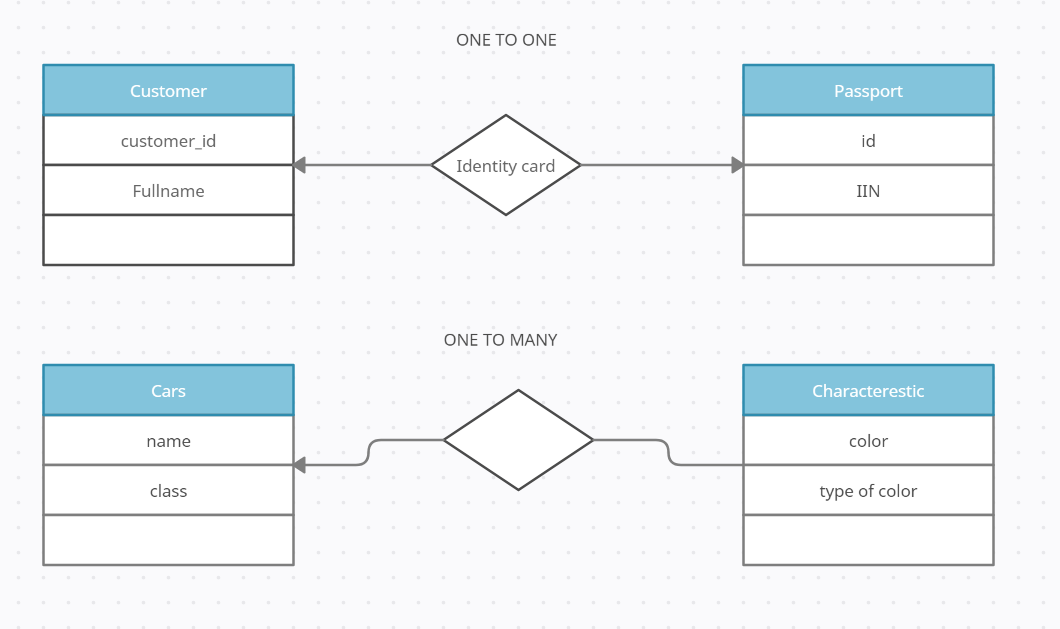 ONE TO ONE
Customer
customer_id
Fullname
Identity card
Passport
id
IIN
ONE TO MANY
Cars
name
class
Characterestic
color
type of color